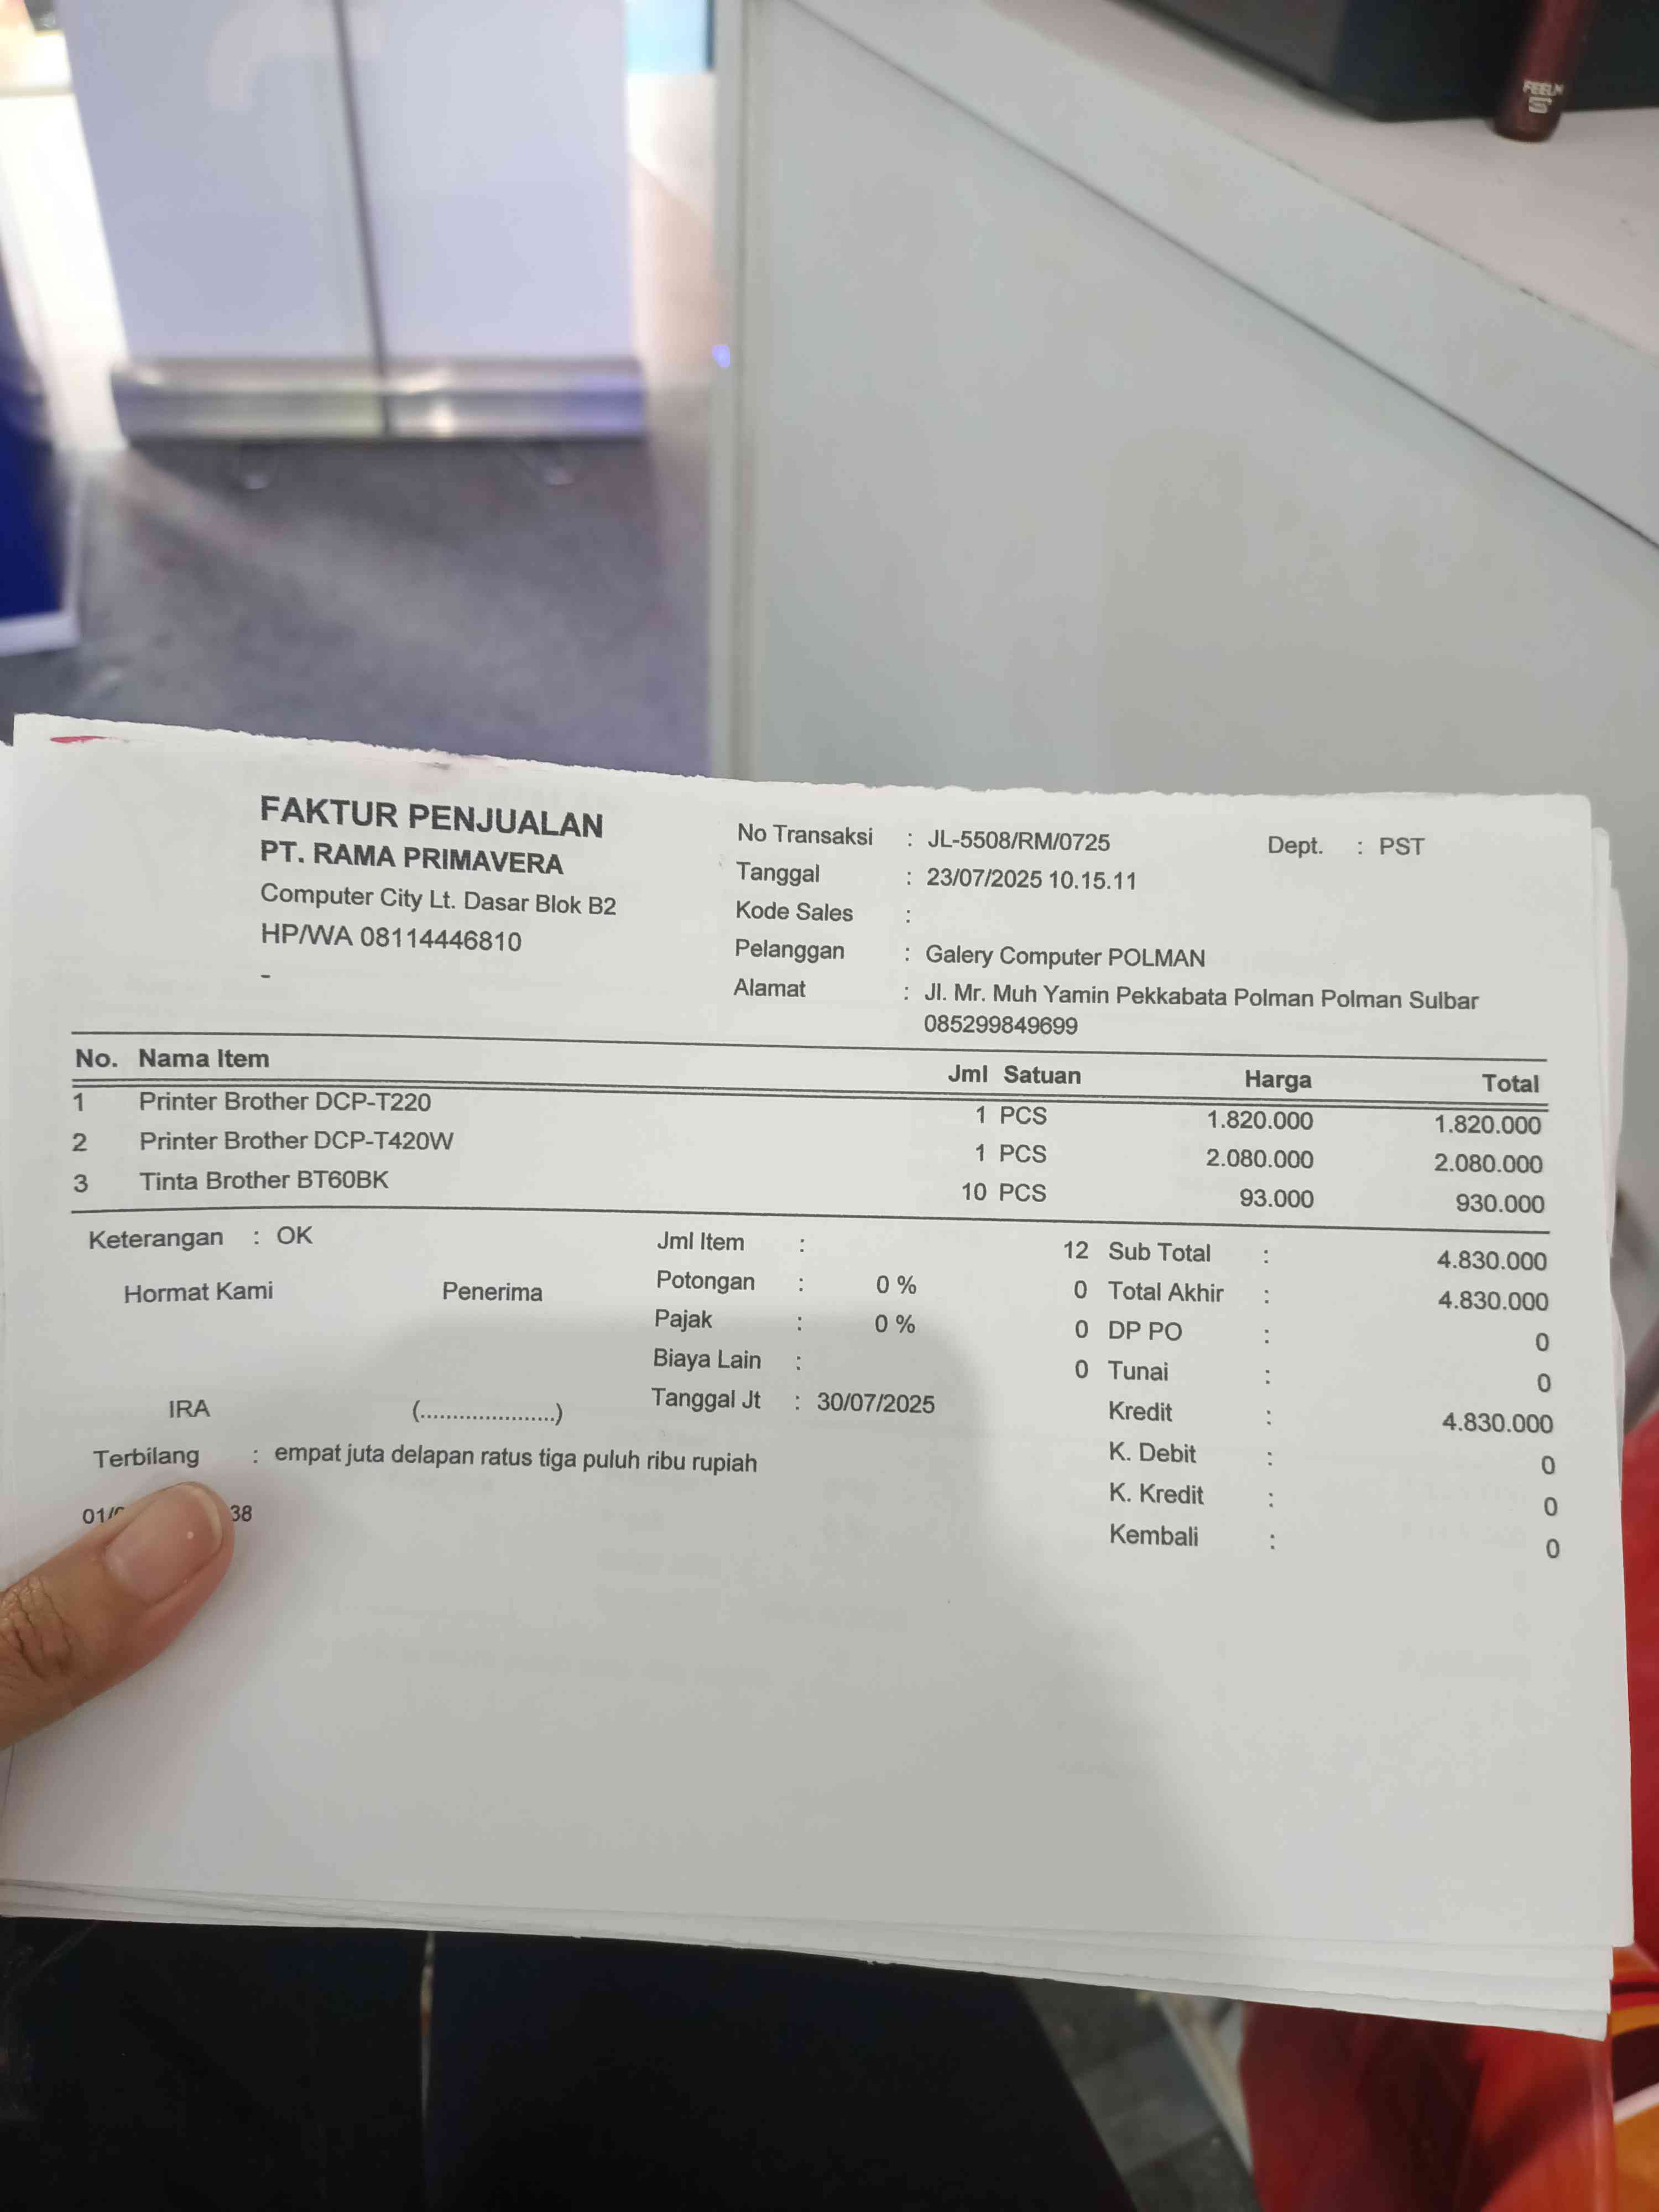 FEELM
FAKTUR PENJUALAN
PT. RAMA PRIMAVERA
Computer City Lt. Dasar Blok B2
HP/WA 08114446810
-
No Transaksi : JL-5508/RM/0725 Dept. : PST
Tanggal : 23/07/2025 10.15.11
Kode Sales :
Pelanggan : Galery Computer POLMAN
Alamat : Jl. Mr. Muh Yamin Pekkabata Polman Polman Sulbar
085299849699
No. Nama Item Jml Satuan Harga Total
1 Printer Brother DCP-T220 1 PCS 1.820.000 1.820.000
2 Printer Brother DCP-T420W 1 PCS 2.080.000 2.080.000
3 Tinta Brother BT60BK 10 PCS 93.000 930.000
Keterangan : OK
Hormat Kami Penerima
IRA (.....................)
Terbilang : empat juta delapan ratus tiga puluh ribu rupiah
Jml Item : 12
Potongan : 0 % 0
Pajak : 0 % 0
Biaya Lain : 0
Tanggal Jt : 30/07/2025
Sub Total : 4.830.000
Total Akhir : 4.830.000
DP PO : 0
Tunai : 0
Kredit : 4.830.000
K. Debit : 0
K. Kredit : 0
Kembali : 0
01/ 38